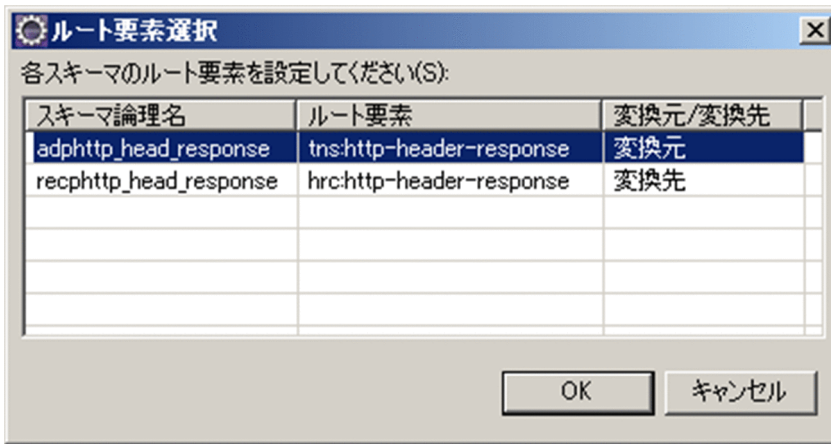 ルート要素選択
各スキーマのルート要素を設定してください(S):
スキーマ論理名 ルート要素 変換元/変換先
adphttp_head_response tns:http-header-response 変換元
recphttp_head_response hrc:http-header-response 変換先
OK キャンセル